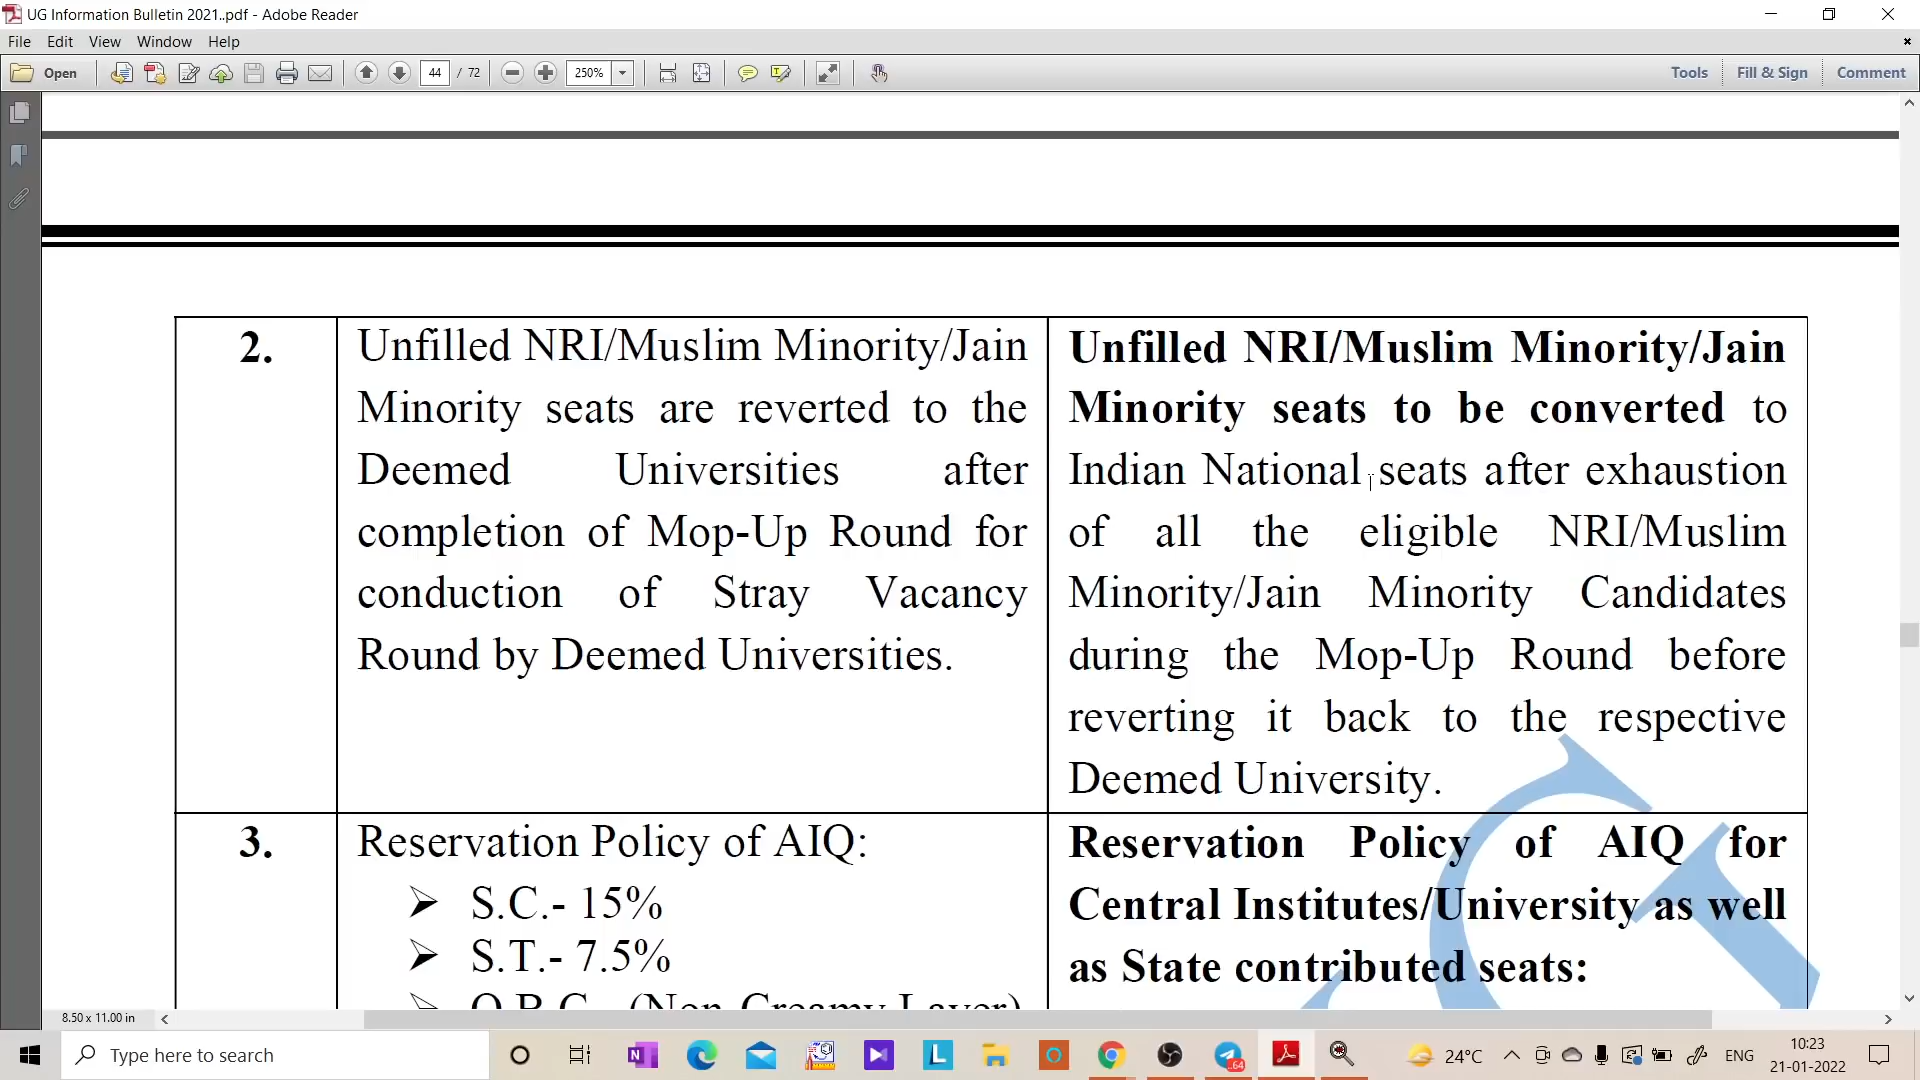 UG Information Bulletin 2021..pdf - Adobe Reader
File Edit View Window Help
Open 44 / 72 250% Tools Fill & Sign Comment
2.
Unfilled NRI/Muslim Minority/Jain
Minority seats are reverted to the
Deemed Universities after
completion of Mop-Up Round for
conduction of Stray Vacancy
Round by Deemed Universities.
Unfilled NRI/Muslim Minority/Jain
Minority seats to be converted to
Indian National seats after exhaustion
of all the eligible NRI/Muslim
Minority/Jain Minority Candidates
during the Mop-Up Round before
reverting it back to the respective
Deemed University.
3.
Reservation Policy of AIQ:
➢ S.C.- 15%
➢ S.T.- 7.5%
➢ O.B.C.- (Non-Creamy Layer)
Reservation Policy of AIQ for
Central Institutes/University as well
as State contributed seats:
8.50 x 11.00 in
Type here to search
64
24°C
ENG
10:23
21-01-2022